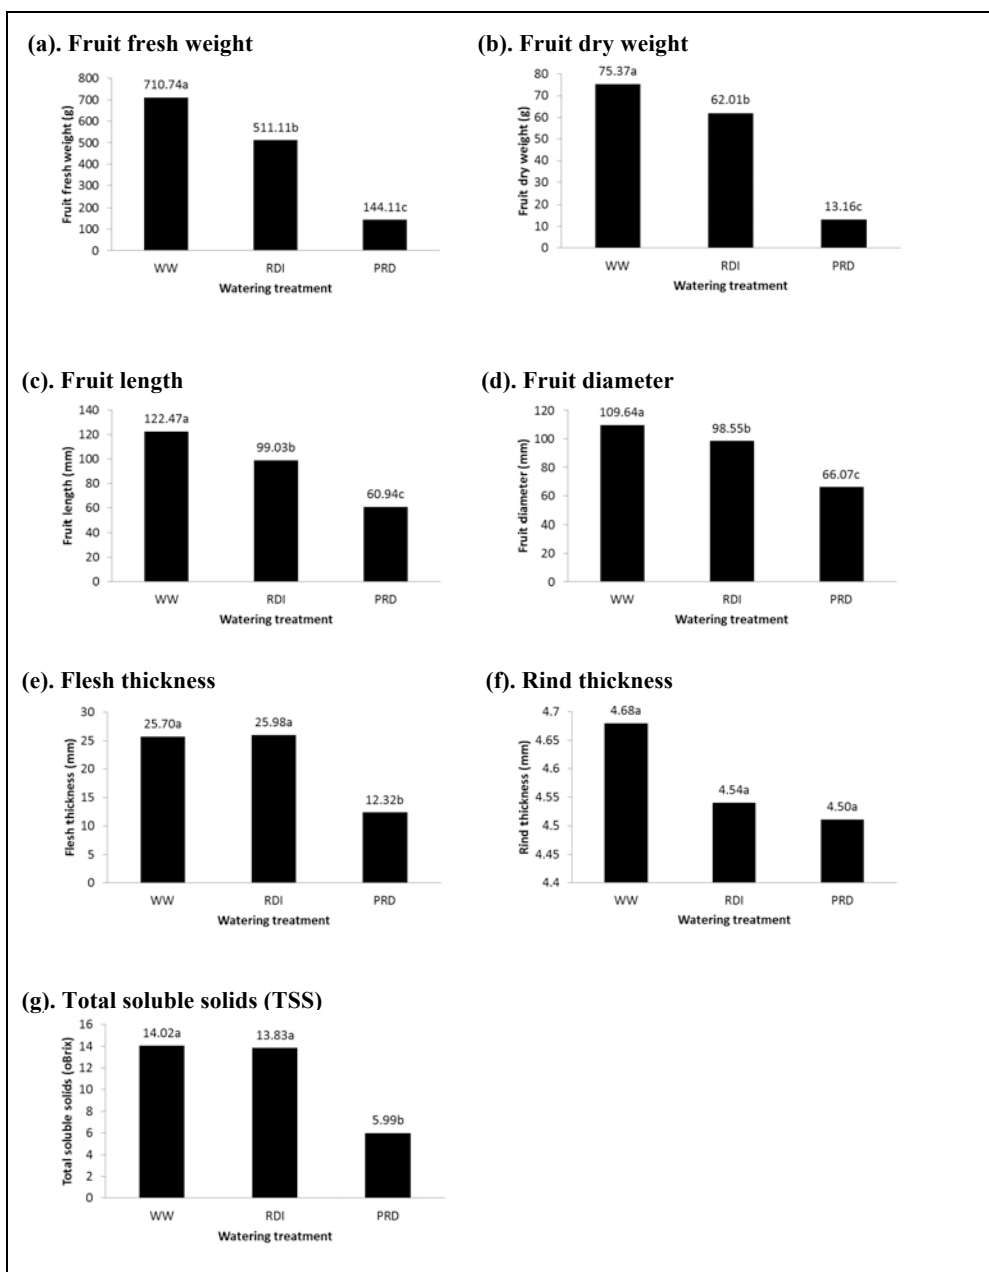 (a). Fruit fresh weight
800
700
600
500
400
300
200
100
0
Fruit fresh weight (g)
710.74a
511.11b
144.11c
WW RDI PRD
Watering treatment
(b). Fruit dry weight
80
70
60
50
40
30
20
10
0
Fruit dry weight (g)
75.37a
62.01b
13.16c
WW RDI PRD
Watering treatment
(c). Fruit length
140
120
100
80
60
40
20
0
Fruit length (mm)
122.47a
99.03b
60.94c
WW RDI PRD
Watering treatment
(d). Fruit diameter
120
100
80
60
40
20
0
Fruit diameter (mm)
109.64a
98.55b
66.07c
WW RDI PRD
Watering treatment
(e). Flesh thickness
30
25
20
15
10
5
0
Flesh thickness (mm)
25.70a
25.98a
12.32b
WW RDI PRD
Watering treatment
(f). Rind thickness
4.7
4.65
4.6
4.55
4.5
4.45
4.4
Rind thickness (mm)
4.68a
4.54a
4.50a
WW RDI PRD
Watering treatment
(g). Total soluble solids (TSS)
16
14
12
10
8
6
4
2
0
Total soluble solids (oBrix)
14.02a
13.83a
5.99b
WW RDI PRD
Watering treatment